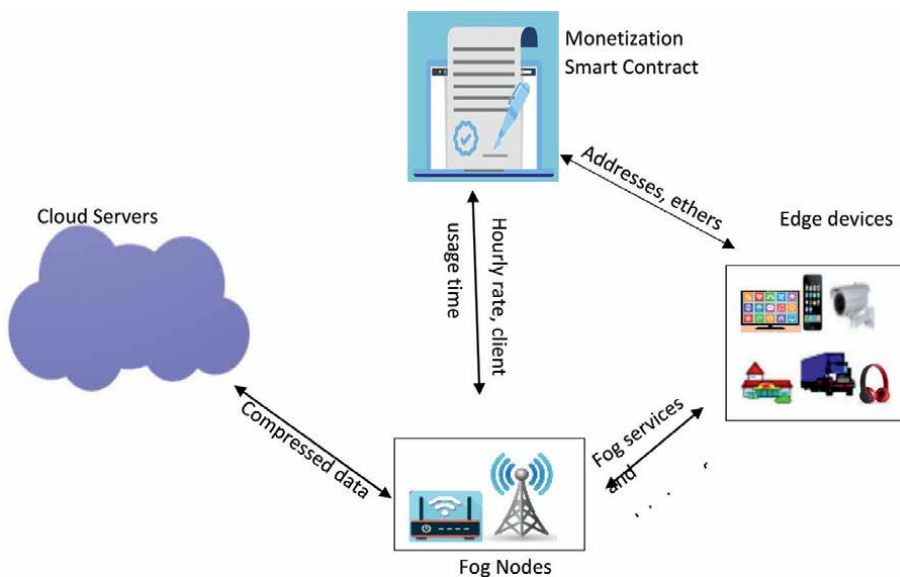 Monetization
Smart Contract
Addresses, ethers
Cloud Servers
Edge devices
Hourly rate, client
usage time
Compressed data
Fog services
and
Fog Nodes